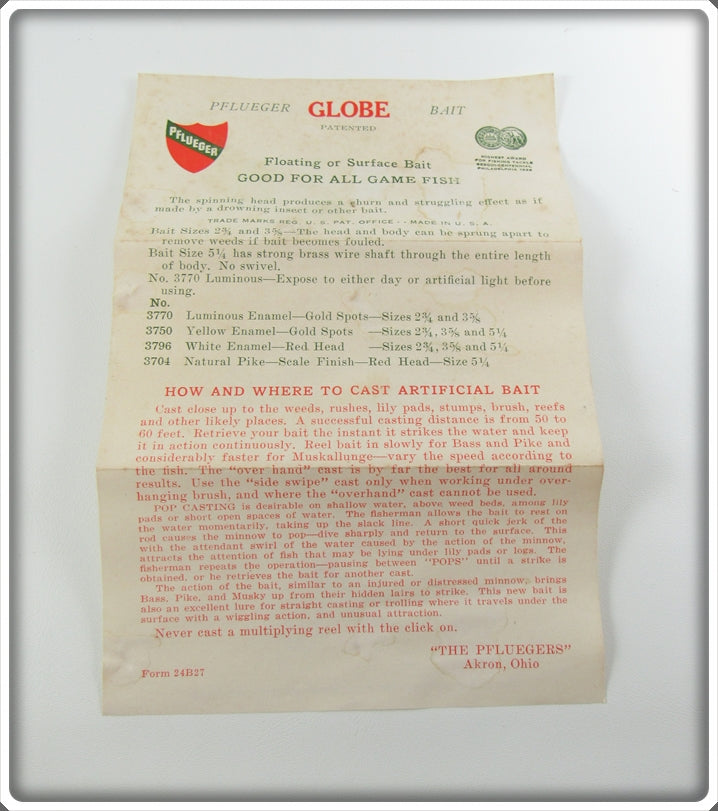 PFLUEGER GLOBE BAIT
PATENTED
PFLUEGER
HIGHEST AWARD
FOR FISHING TACKLE
SESQUICENTENNIAL
PHILADELPHIA 1926
Floating or Surface Bait
GOOD FOR ALL GAME FISH
The spinning head produces a churn and struggling effect as if
made by a drowning insect or other bait.
TRADE MARKS REG. U. S. PAT. OFFICE - - MADE IN U. S. A.
Bait Sizes 2¾ and 3⅝—The head and body can be sprung apart to
remove weeds if bait becomes fouled.
Bait Size 5¼ has strong brass wire shaft through the entire length
of body. No swivel.
No. 3770 Luminous—Expose to either day or artificial light before
using.
No.
3770 Luminous Enamel—Gold Spots—Sizes 2¾ and 3⅝
3750 Yellow Enamel—Gold Spots —Sizes 2¾, 3⅝ and 5¼
3796 White Enamel—Red Head —Sizes 2¾, 3⅝ and 5¼
3704 Natural Pike—Scale Finish—Red Head—Size 5¼
HOW AND WHERE TO CAST ARTIFICIAL BAIT
Cast close up to the weeds, rushes, lily pads, stumps, brush, reefs
and other likely places. A successful casting distance is from 50 to
60 feet. Retrieve your bait the instant it strikes the water and keep
it in action continuously. Reel bait in slowly for Bass and Pike and
considerably faster for Muskallunge—vary the speed according to
the fish. The "over hand" cast is by far the best for all around
results. Use the "side swipe" cast only when working under over-
hanging brush, and where the "overhand" cast cannot be used.
POP CASTING is desirable on shallow water, above weed beds, among lily
pads or short open spaces of water. The fisherman allows the bait to rest on
the water momentarily, taking up the slack line. A short quick jerk of the
rod causes the minnow to pop—dive sharply and return to the surface. This
with the attendant swirl of the water caused by the action of the minnow,
attracts the attention of fish that may be lying under lily pads or logs. The
fisherman repeats the operation—pausing between "POPS" until a strike is
obtained, or he retrieves the bait for another cast.
The action of the bait, similar to an injured or distressed minnow, brings
Bass, Pike, and Musky up from their hidden lairs to strike. This new bait is
also an excellent lure for straight casting or trolling where it travels under the
surface with a wiggling action, and unusual attraction.
Never cast a multiplying reel with the click on.
"THE PFLUEGERS"
Akron, Ohio
Form 24B27